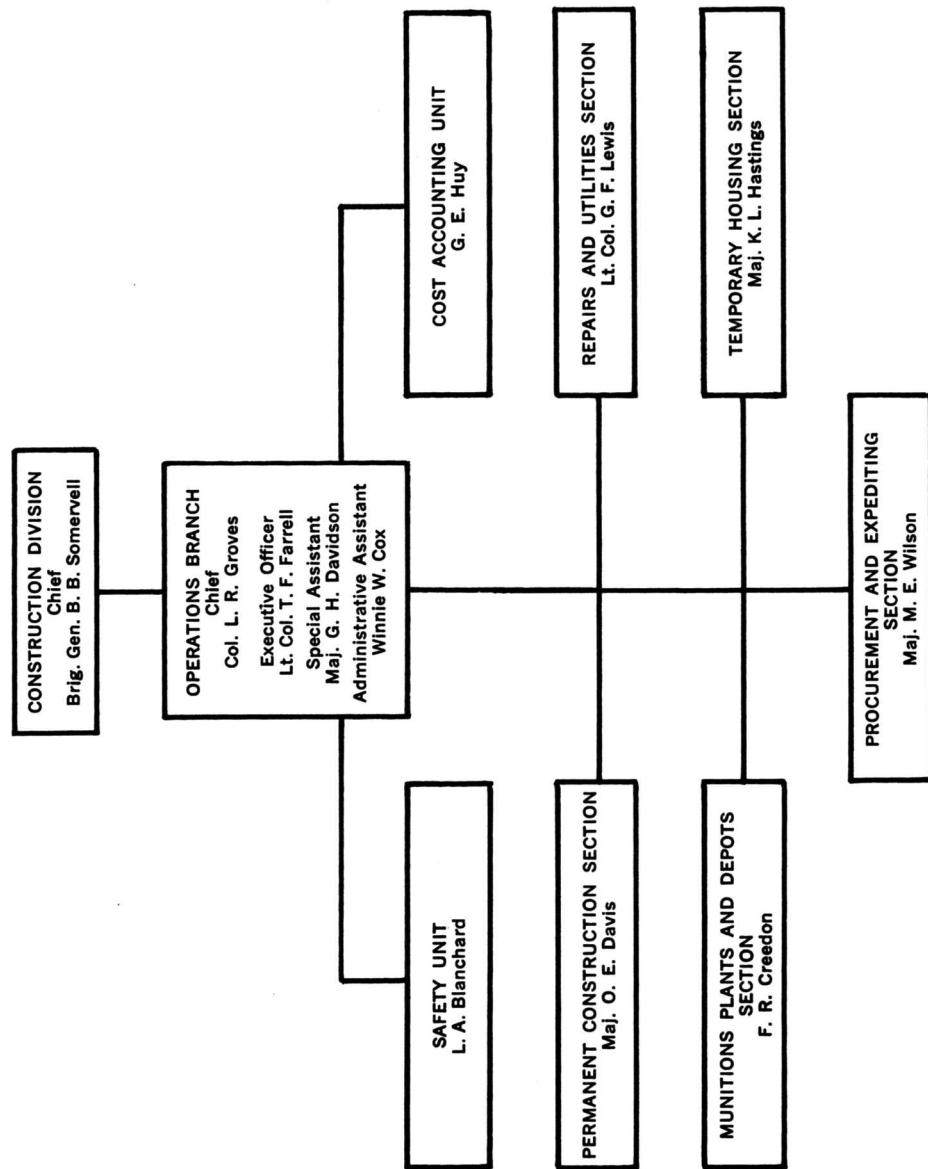 CONSTRUCTION DIVISION
Chief
Brig. Gen. B. B. Somervell
OPERATIONS BRANCH
Chief
Col. L. R. Groves
Executive Officer
Lt. Col. T. F. Farrell
Special Assistant
Maj. G. H. Davidson
Administrative Assistant
Winnie W. Cox
SAFETY UNIT
L. A. Blanchard
COST ACCOUNTING UNIT
G. E. Huy
PERMANENT CONSTRUCTION SECTION
Maj. O. E. Davis
REPAIRS AND UTILITIES SECTION
Lt. Col. G. F. Lewis
MUNITIONS PLANTS AND DEPOTS
SECTION
F. R. Creedon
TEMPORARY HOUSING SECTION
Maj. K. L. Hastings
PROCUREMENT AND EXPEDITING
SECTION
Maj. M. E. Wilson